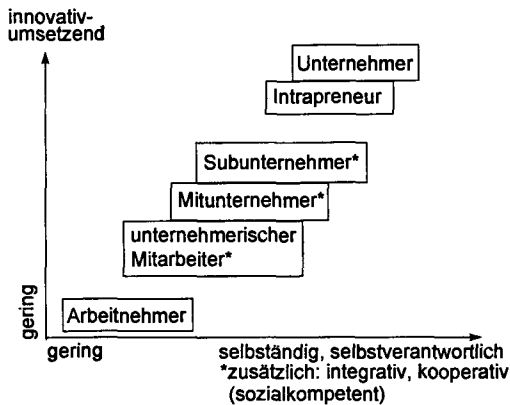 innovativ-
umsetzend
Unternehmer
Intrapreneur
Subunternehmer*
Mitunternehmer*
unternehmerischer
Mitarbeiter*
Arbeitnehmer
gering
gering
selbständig, selbstverantwortlich
*zusätzlich: integrativ, kooperativ
(sozialkompetent)